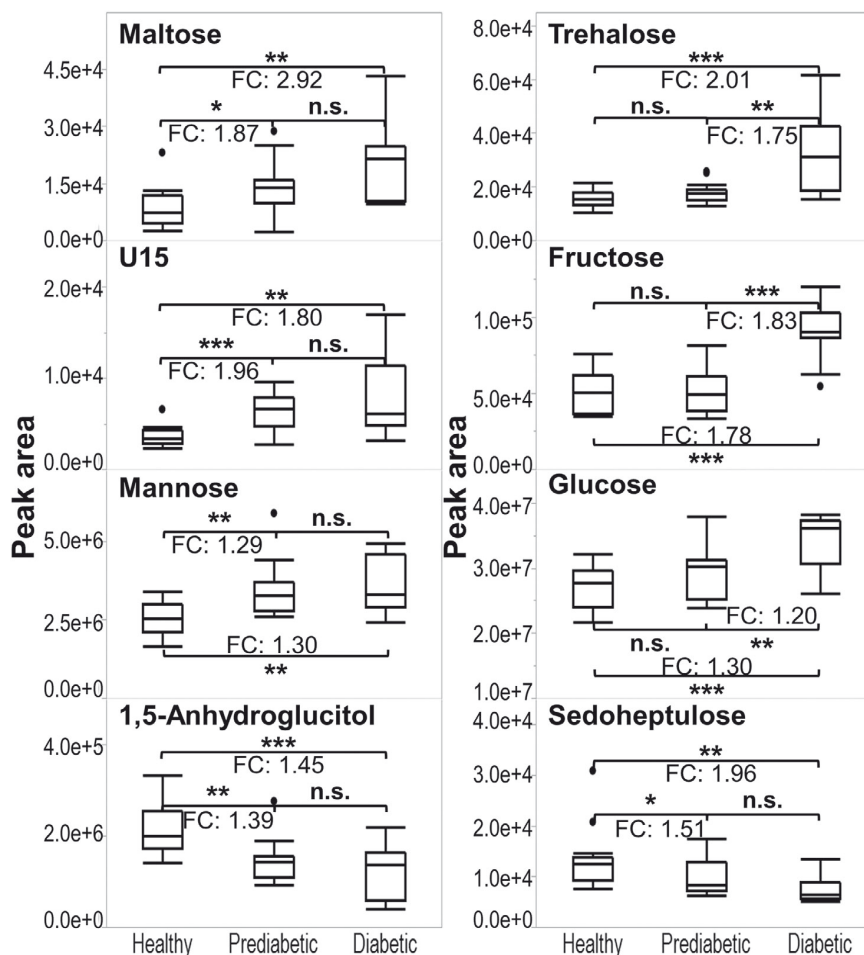 Maltose
**
4.5e+4
FC: 2.92
*
n.s.
3.0e+4
FC: 1.87
1.5e+4
0.0e+0
U15
2.0e+4
**
FC: 1.80
***
n.s.
1.0e+4
FC: 1.96
0.0e+0
Peak area
Mannose
**
n.s.
5.0e+6
FC: 1.29
2.5e+6
FC: 1.30
**
0.0e+0
1,5-Anhydroglucitol
4.0e+5
***
FC: 1.45
**
n.s.
FC: 1.39
2.0e+6
0.0e+0
Healthy
Prediabetic
Diabetic
8.0e+4
Trehalose
***
6.0e+4
FC: 2.01
n.s.
**
4.0e+4
FC: 1.75
2.0e+4
0.0e+0
Fructose
n.s.
***
1.0e+5
FC: 1.83
5.0e+4
FC: 1.78
***
0.0e+0
Peak area
Glucose
4.0e+7
3.0e+7
FC: 1.20
2.0e+7
n.s.
**
FC: 1.30
1.0e+7
***
Sedoheptulose
4.0e+4
**
3.0e+4
FC: 1.96
*
n.s.
2.0e+4
FC: 1.51
1.0e+4
0.0e+0
Healthy
Prediabetic
Diabetic